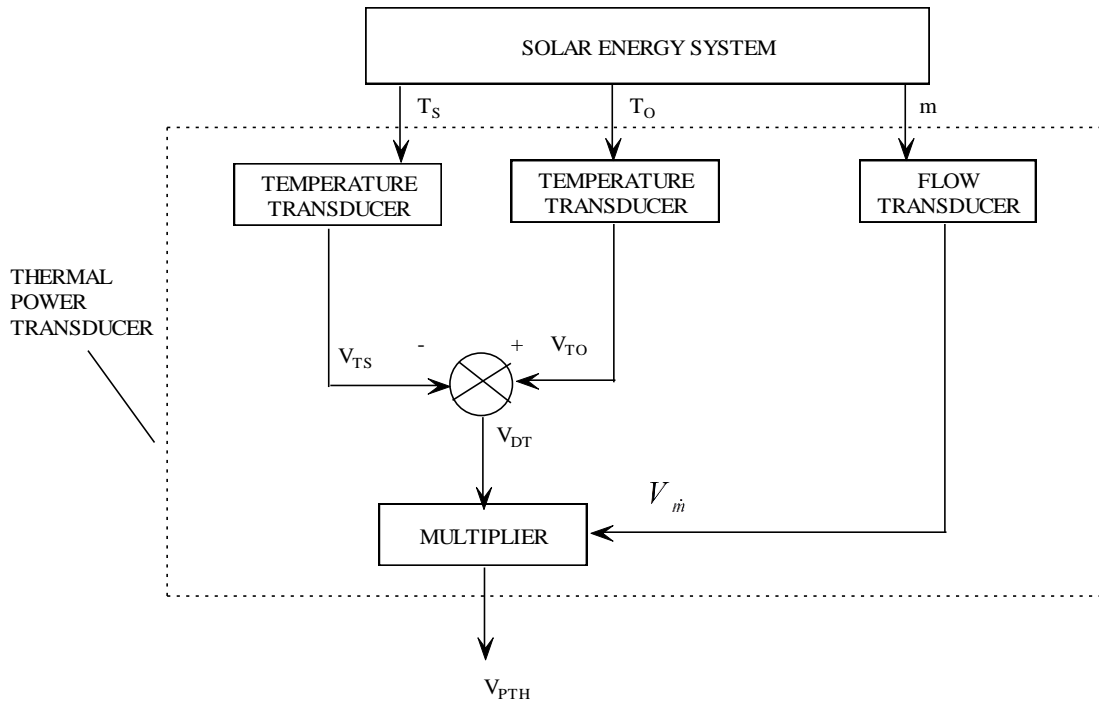 SOLAR ENERGY SYSTEM
T_S
T_O
m
TEMPERATURE
TRANSDUCER
TEMPERATURE
TRANSDUCER
FLOW
TRANSDUCER
THERMAL
POWER
TRANSDUCER
V_TS
-
+
V_TO
V_DT
V_ṁ
MULTIPLIER
V_PTH